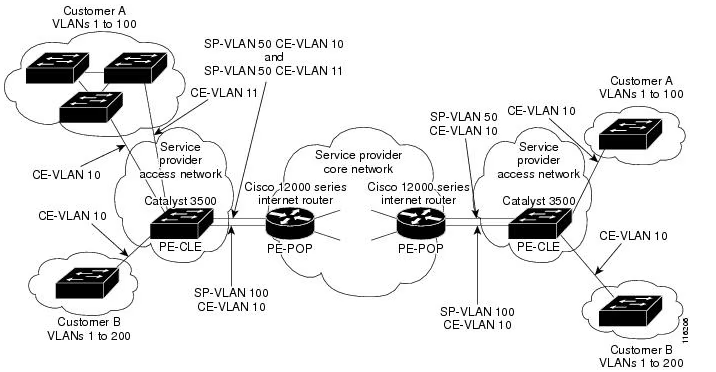 Customer A
VLANs 1 to 100
SP-VLAN 50 CE-VLAN 10
and
SP-VLAN 50 CE-VLAN 11
CE-VLAN 11
CE-VLAN 10
Service
provider
access network
Catalyst 3500
PE-CLE
CE-VLAN 10
Customer B
VLANs 1 to 200
SP-VLAN 100
CE-VLAN 10
Service provider
core network
Cisco 12000 series
internet router
PE-POP
Cisco 12000 series
internet router
PE-POP
SP-VLAN 50
CE-VLAN 10
CE-VLAN 10
Customer A
VLANs 1 to 100
Service
provider
access network
Catalyst 3500
PE-CLE
CE-VLAN 10
SP-VLAN 100
CE-VLAN 10
Customer B
VLANs 1 to 200
116206